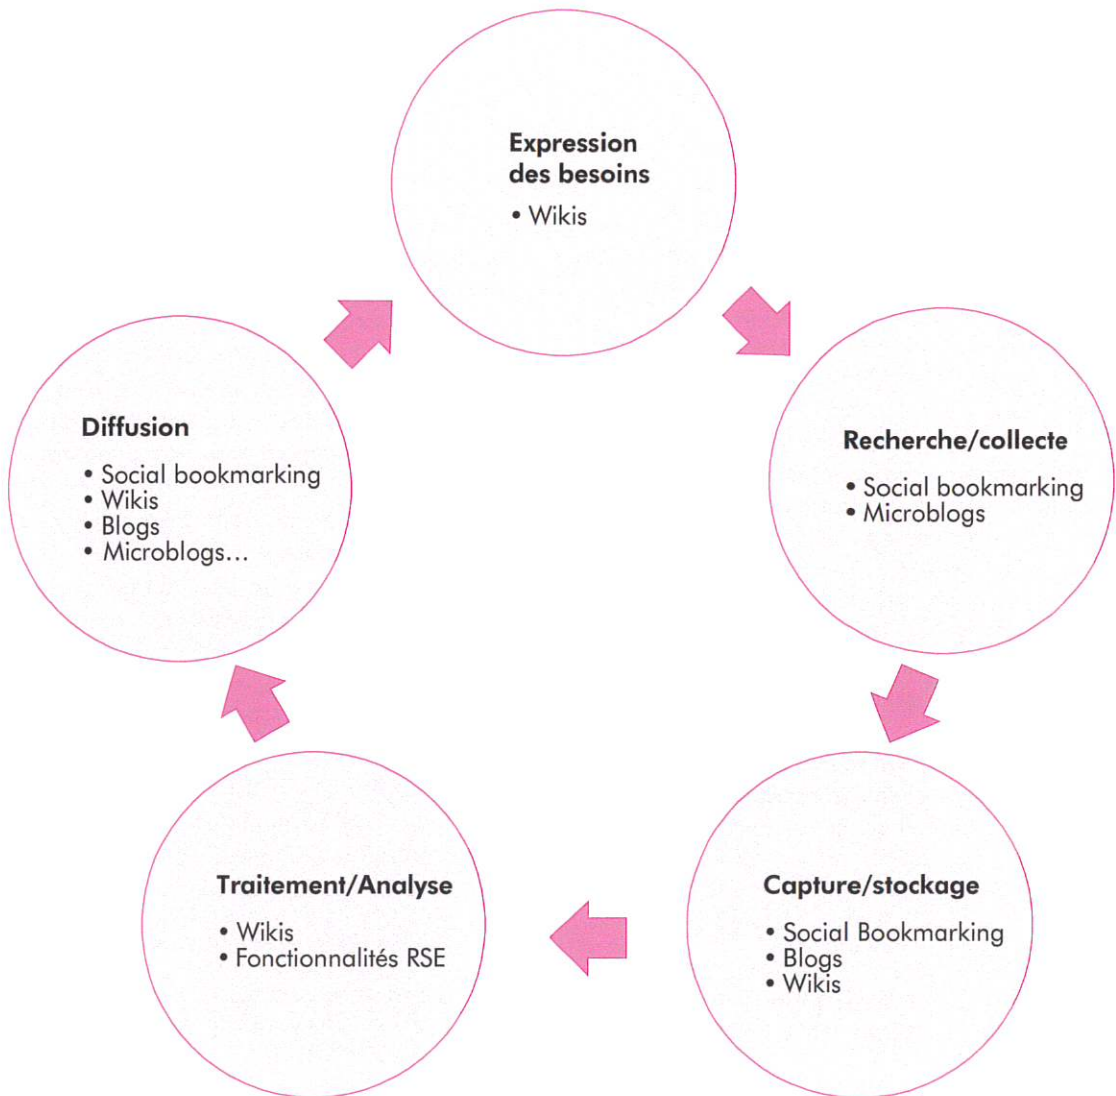 Expression
des besoins
• Wikis
Recherche/collecte
• Social bookmarking
• Microblogs
Capture/stockage
• Social Bookmarking
• Blogs
• Wikis
Traitement/Analyse
• Wikis
• Fonctionnalités RSE
Diffusion
• Social bookmarking
• Wikis
• Blogs
• Microblogs...